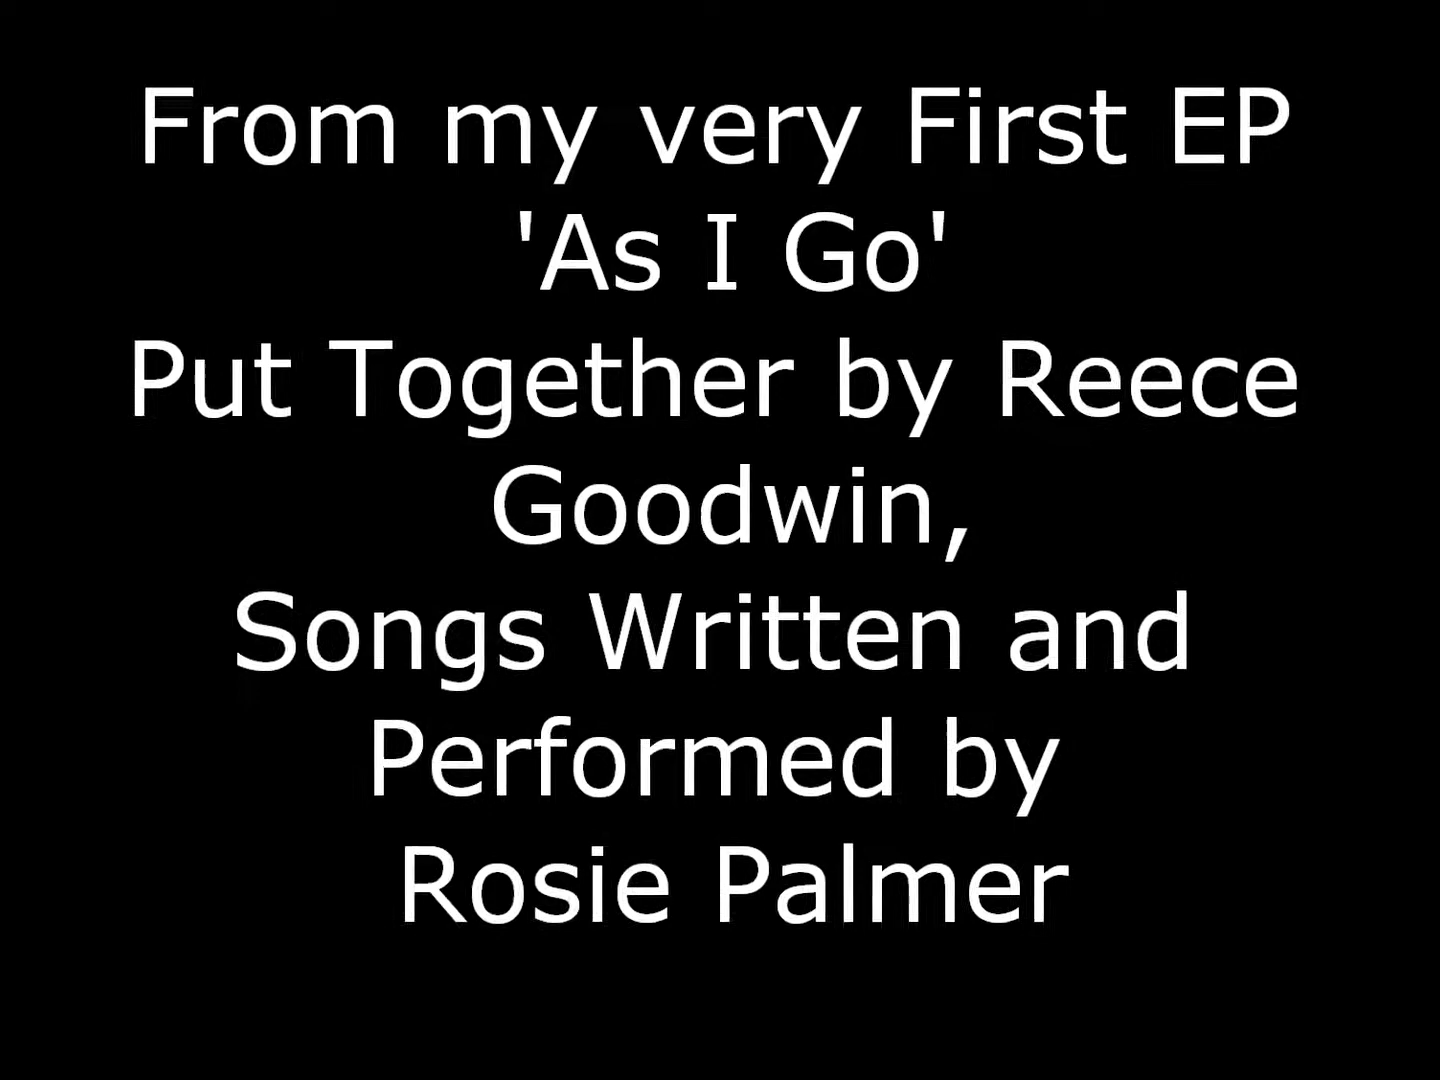 From my very First EP
'As I Go'
Put Together by Reece
Goodwin,
Songs Written and
Performed by
Rosie Palmer